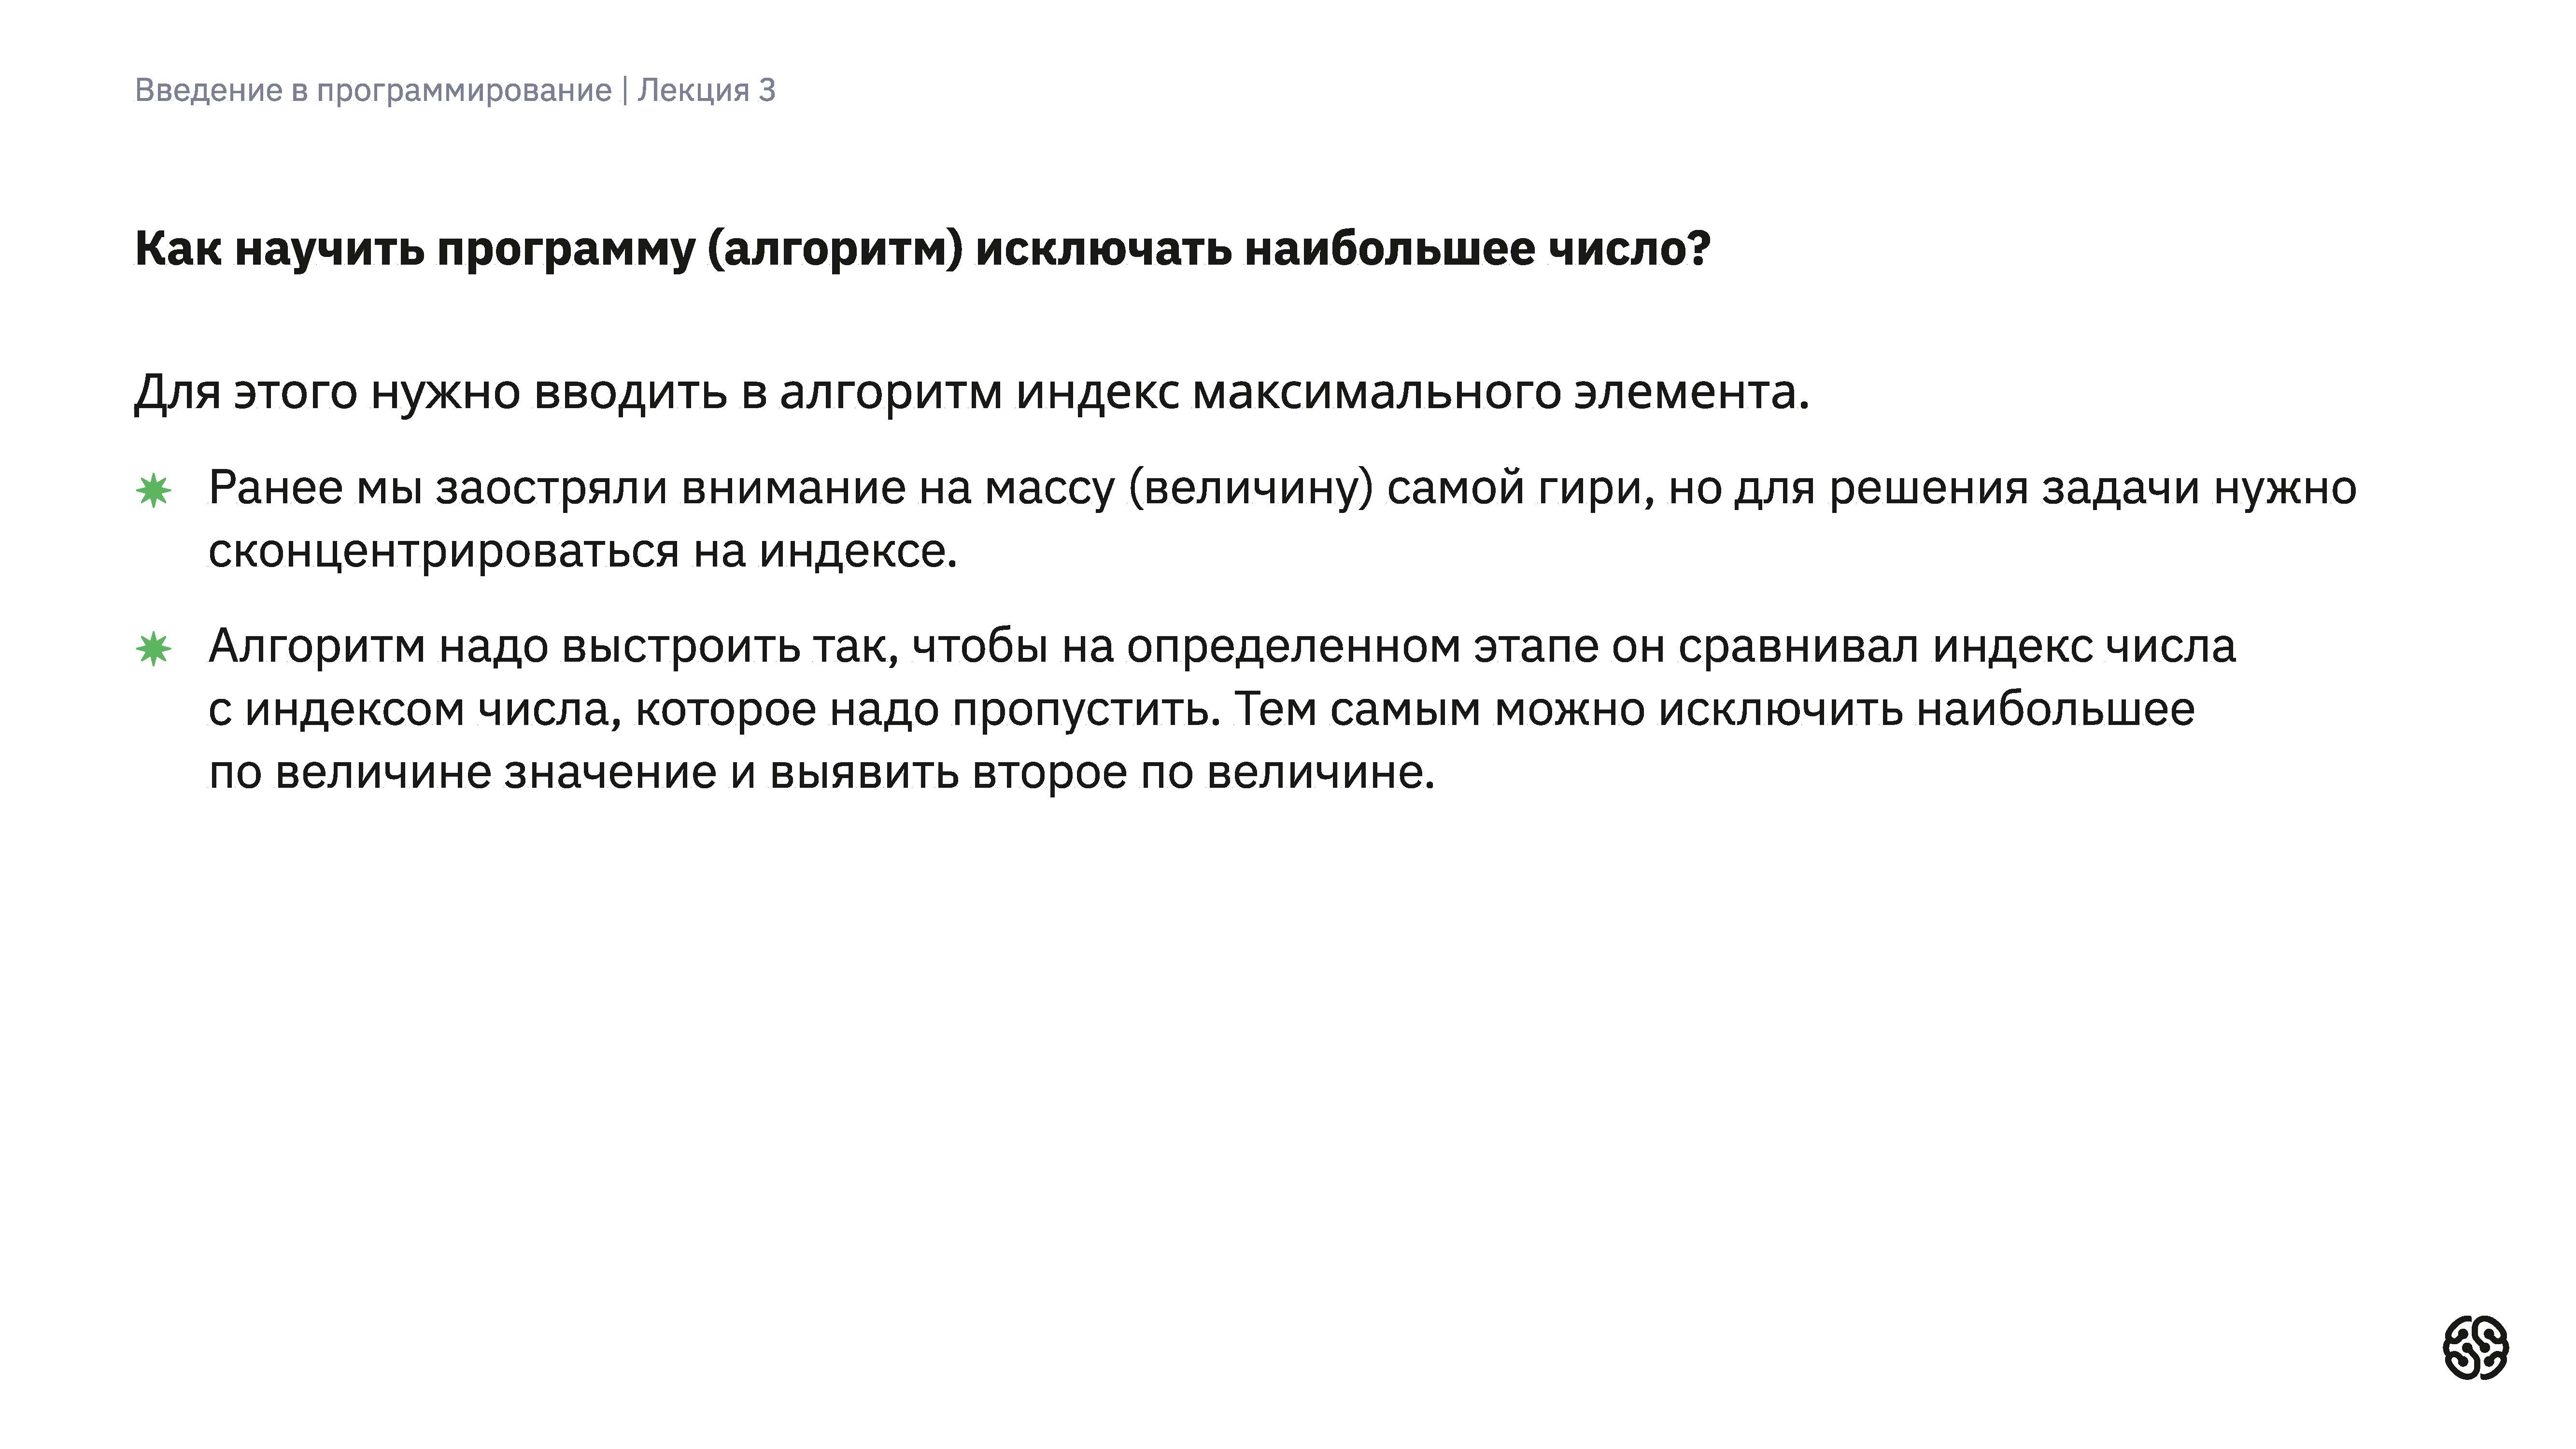 Введение в программирование | Лекция 3
Как научить программу (алгоритм) исключать наибольшее число?
Для этого нужно вводить в алгоритм индекс максимального элемента.
Ранее мы заостряли внимание на массу (величину) самой гири, но для решения задачи нужно
сконцентрироваться на индексе.
Алгоритм надо выстроить так, чтобы на определенном этапе он сравнивал индекс числа
с индексом числа, которое надо пропустить. Тем самым можно исключить наибольшее
по величине значение и выявить второе по величине.